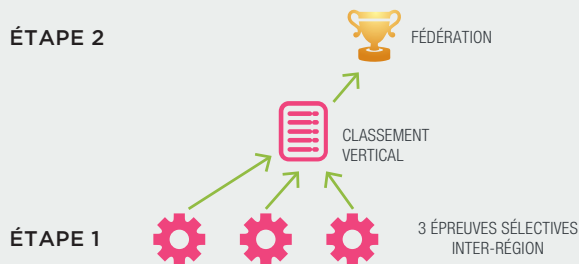 ÉTAPE 2
FÉDÉRATION
CLASSEMENT
VERTICAL
ÉTAPE 1
3 ÉPREUVES SÉLECTIVES
INTER-RÉGION